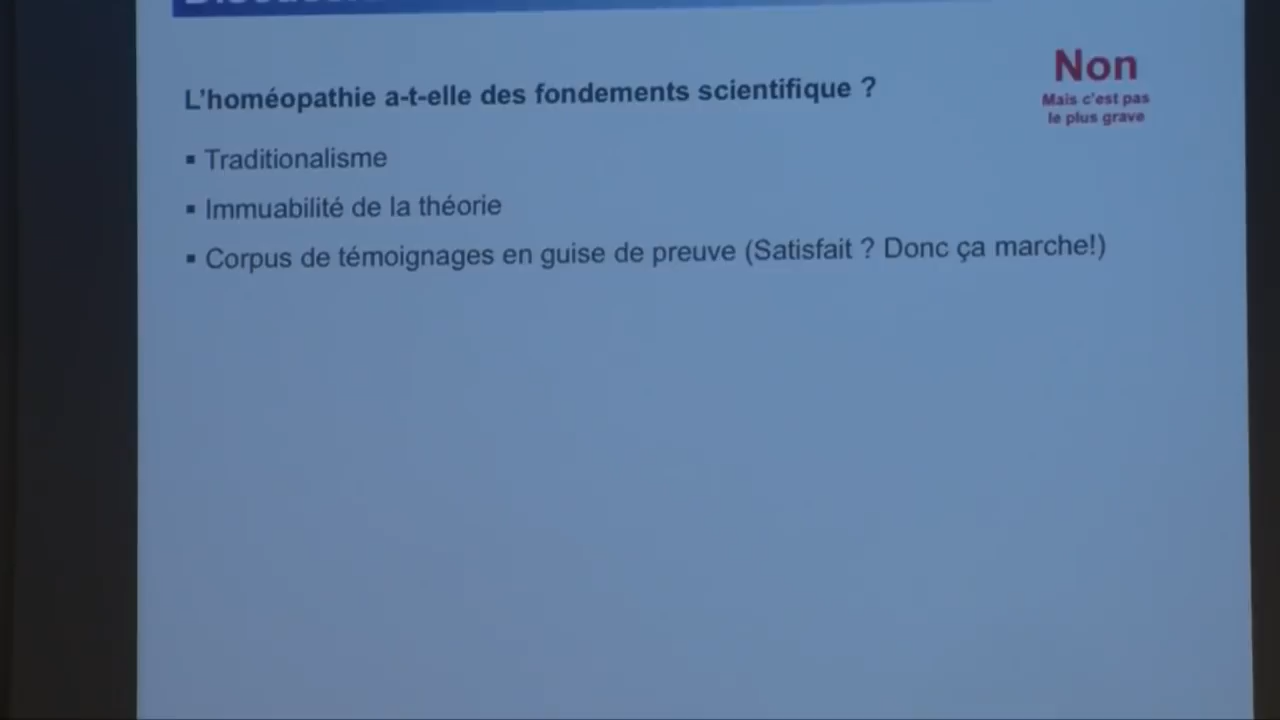 L'homéopathie a-t-elle des fondements scientifique ?
Non
Mais c'est pas
le plus grave
▪ Traditionalisme
▪ Immuabilité de la théorie
▪ Corpus de témoignages en guise de preuve (Satisfait ? Donc ça marche!)